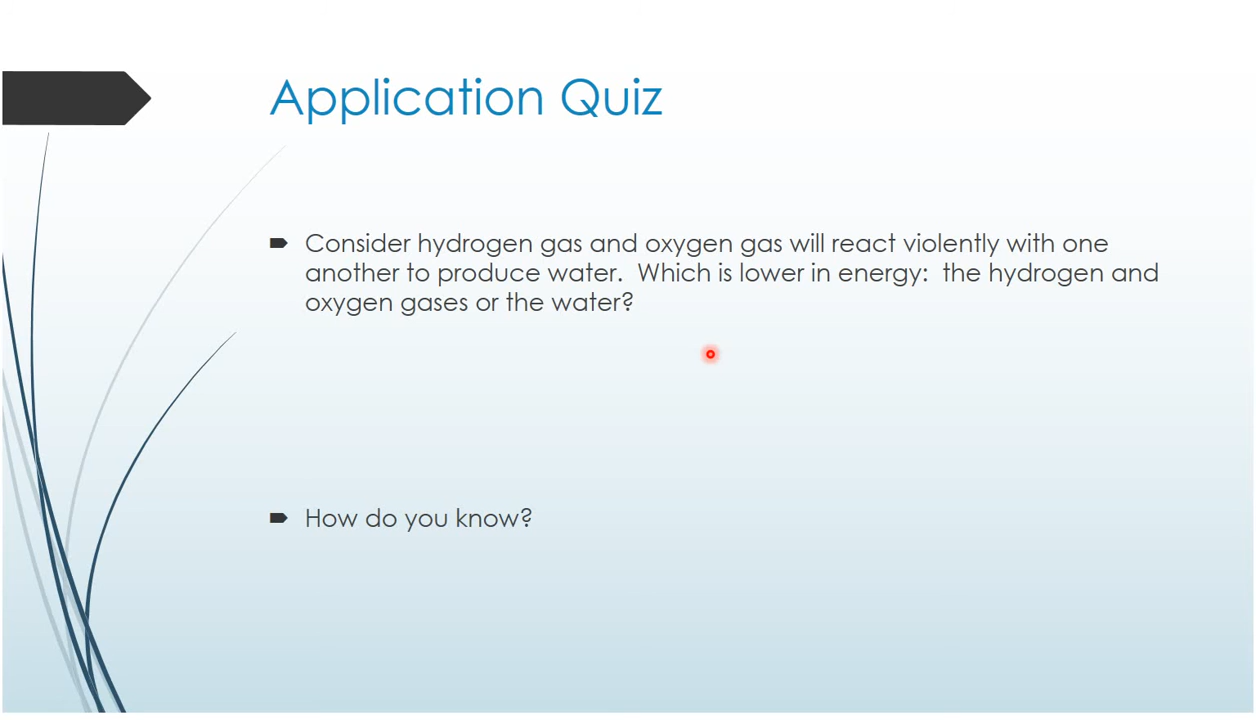 Application Quiz
Consider hydrogen gas and oxygen gas will react violently with one
another to produce water.  Which is lower in energy:  the hydrogen and
oxygen gases or the water?
How do you know?